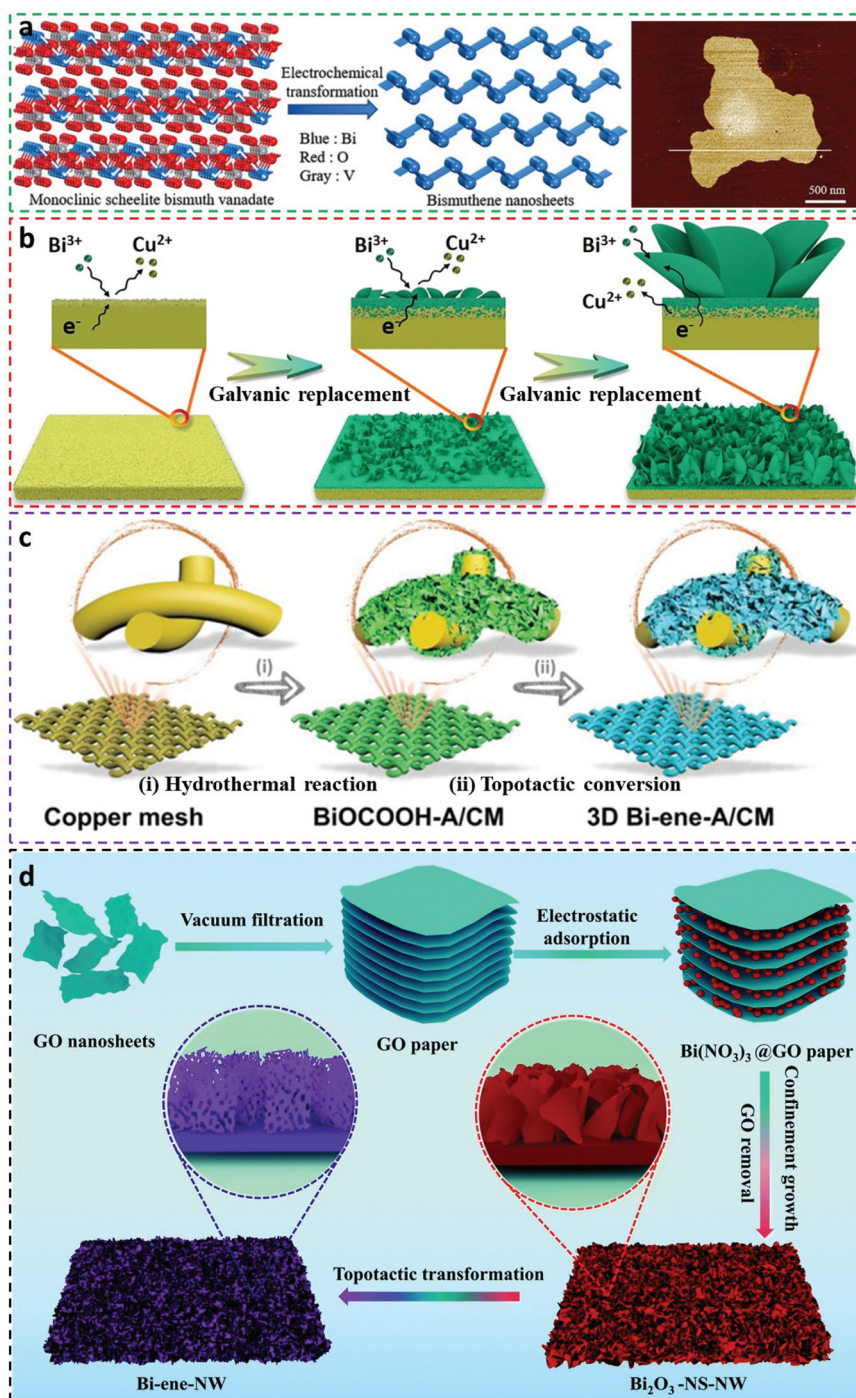 a
Electrochemical
transformation
Blue : Bi
Red : O
Gray : V
Monoclinic scheelite bismuth vanadate
Bismuthene nanosheets
500 nm
b
Bi³⁺
Cu²⁺
e⁻
Bi³⁺
Cu²⁺
e⁻
Bi³⁺
Cu²⁺
e⁻
Galvanic replacement
Galvanic replacement
c
(i)
(ii)
(i) Hydrothermal reaction
(ii) Topotactic conversion
Copper mesh
BiOCOOH-A/CM
3D Bi-ene-A/CM
d
Vacuum filtration
Electrostatic
adsorption
GO nanosheets
GO paper
Bi(NO₃)₃ @GO paper
Confinement growth
GO removal
Topotactic transformation
Bi-ene-NW
Bi₂O₃ -NS-NW